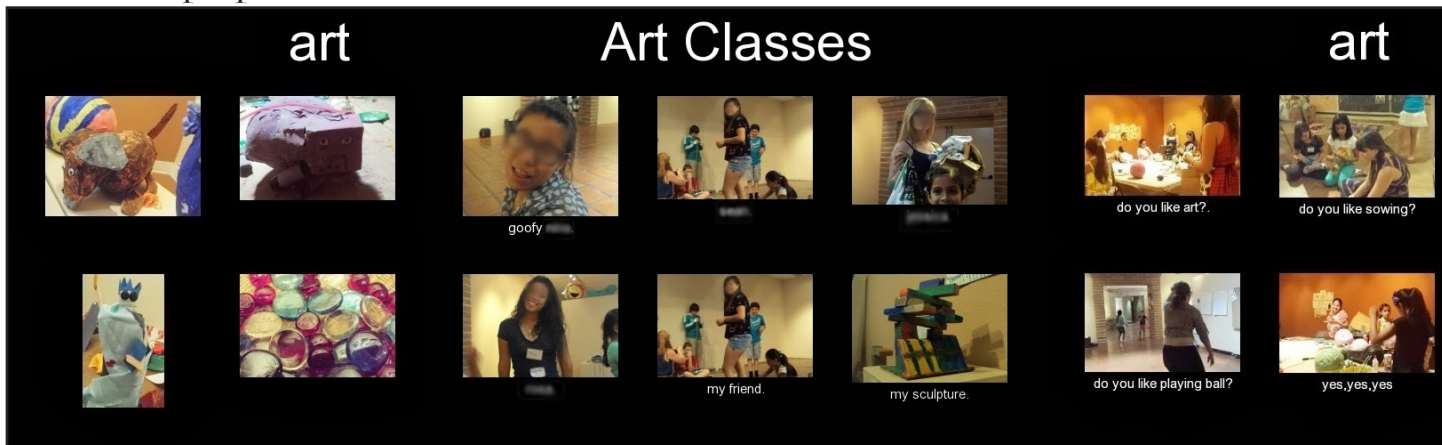 art
Art Classes
art
goofy
do you like art?.
do you like sowing?
my friend.
my sculpture.
do you like playing ball?
yes,yes,yes